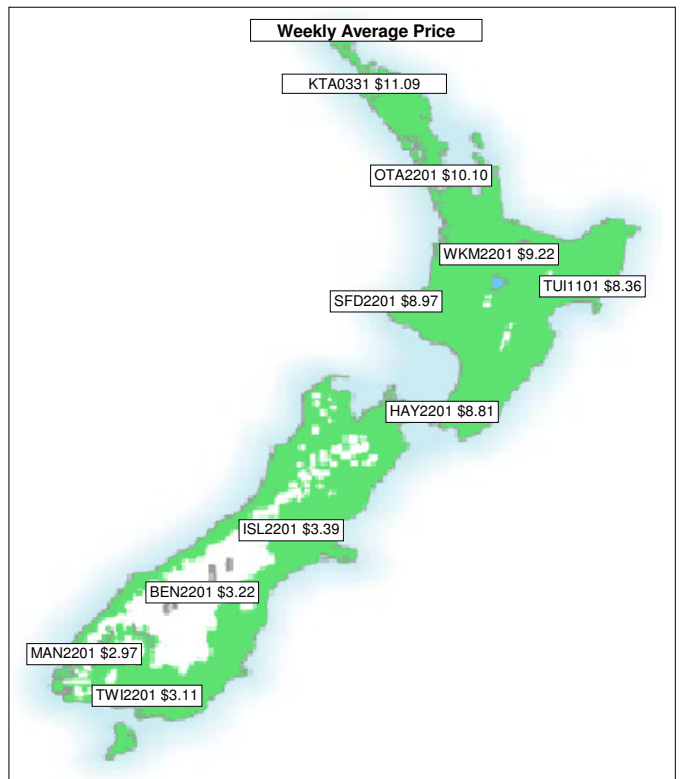 Weekly Average Price
KTA0331 $11.09
OTA2201 $10.10
WKM2201 $9.22
TUI1101 $8.36
SFD2201 $8.97
HAY2201 $8.81
ISL2201 $3.39
BEN2201 $3.22
MAN2201 $2.97
TWI2201 $3.11